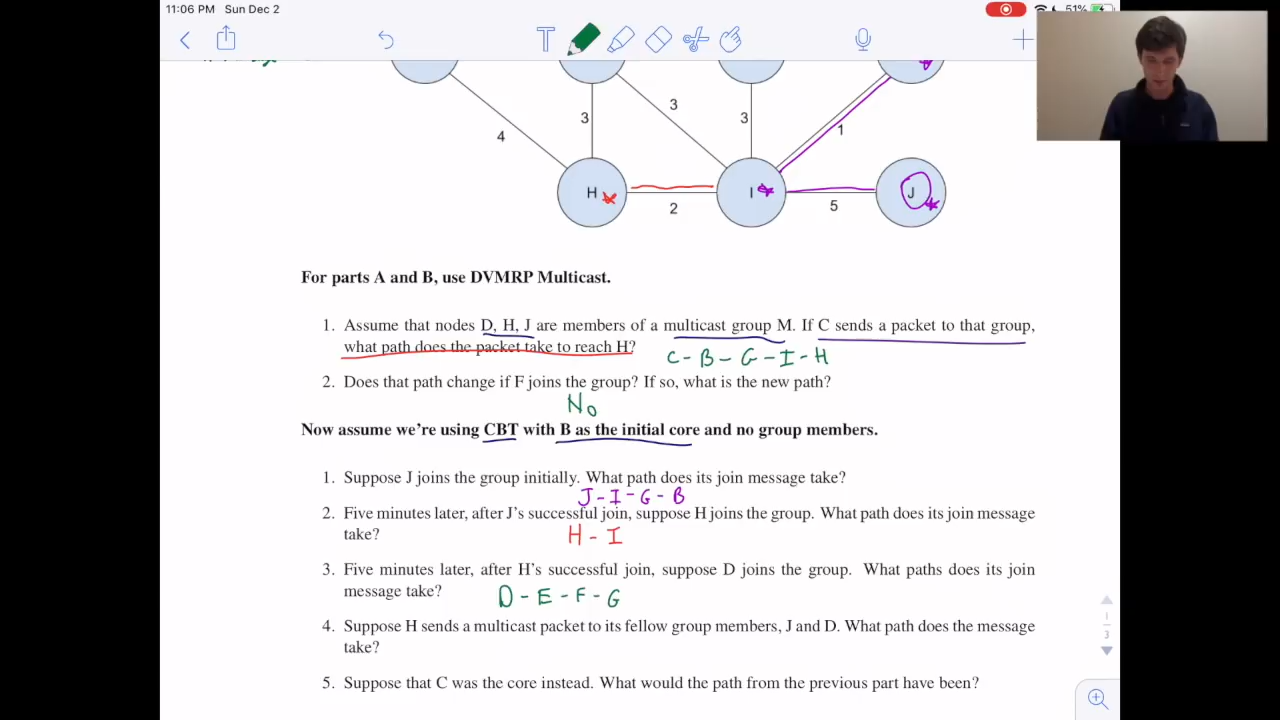 11:06 PM Sun Dec 2
51%
T
4
3
3
3
1
H
I
J
2
5
For parts A and B, use DVMRP Multicast.
1. Assume that nodes D, H, J are members of a multicast group M. If C sends a packet to that group,
what path does the packet take to reach H?
C - B - G - I - H
2. Does that path change if F joins the group? If so, what is the new path?
No
Now assume we're using CBT with B as the initial core and no group members.
1. Suppose J joins the group initially. What path does its join message take?
J - I - G - B
2. Five minutes later, after J's successful join, suppose H joins the group. What path does its join message
take?
H - I
3. Five minutes later, after H's successful join, suppose D joins the group. What paths does its join
message take?
D - E - F - G
4. Suppose H sends a multicast packet to its fellow group members, J and D. What path does the message
take?
5. Suppose that C was the core instead. What would the path from the previous part have been?
1
3